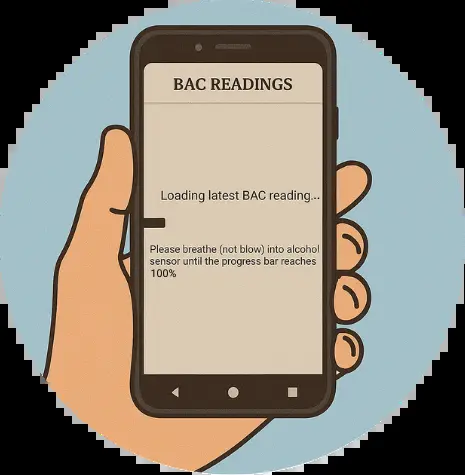 BAC READINGS
Loading latest BAC reading...
Please breathe (not blow) into alcohol
sensor until the progress bar reaches
100%